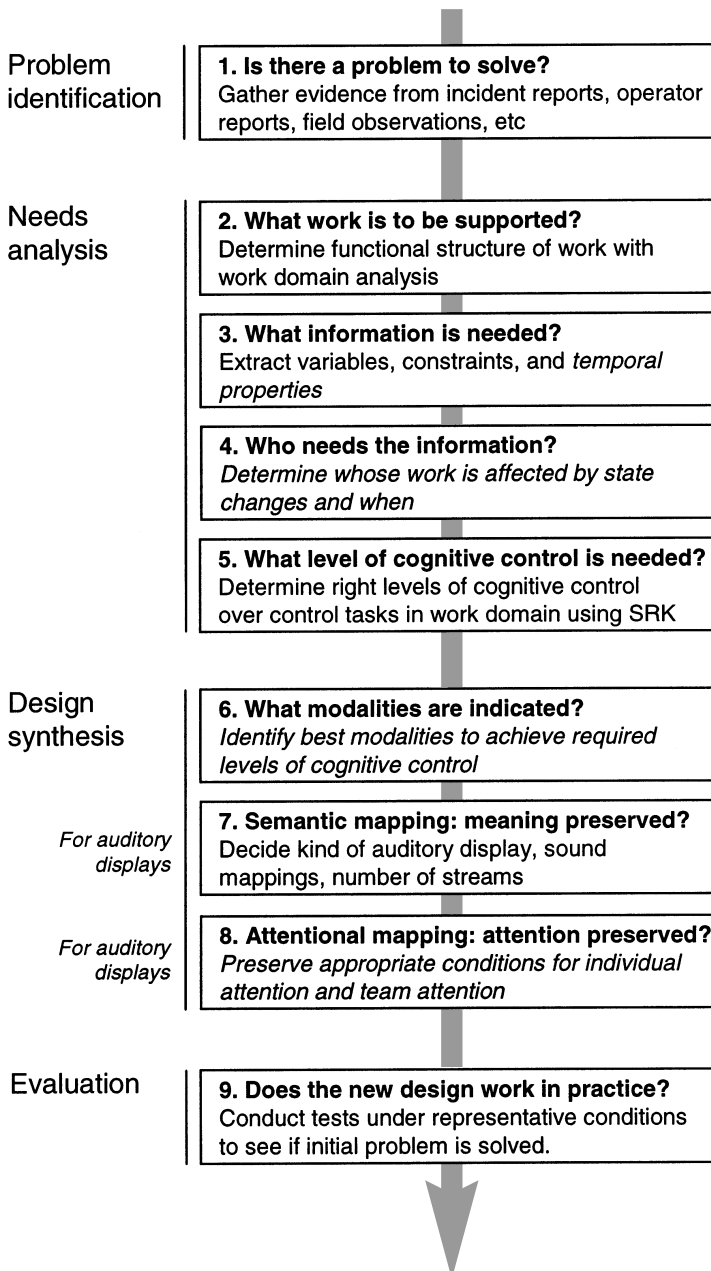 Problem
identification
1. Is there a problem to solve?
Gather evidence from incident reports, operator
reports, field observations, etc
Needs
analysis
2. What work is to be supported?
Determine functional structure of work with
work domain analysis
3. What information is needed?
Extract variables, constraints, and temporal
properties
4. Who needs the information?
Determine whose work is affected by state
changes and when
5. What level of cognitive control is needed?
Determine right levels of cognitive control
over control tasks in work domain using SRK
Design
synthesis
6. What modalities are indicated?
Identify best modalities to achieve required
levels of cognitive control
For auditory
displays
7. Semantic mapping: meaning preserved?
Decide kind of auditory display, sound
mappings, number of streams
For auditory
displays
8. Attentional mapping: attention preserved?
Preserve appropriate conditions for individual
attention and team attention
Evaluation
9. Does the new design work in practice?
Conduct tests under representative conditions
to see if initial problem is solved.